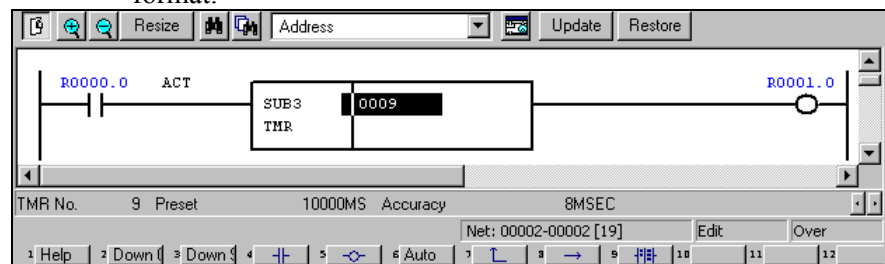 format.
Resize Address Update Restore
R0000.0 ACT R0001.0
SUB3 0009
TMR
TMR No. 9 Preset 10000MS Accuracy 8MSEC
Net: 00002-00002 [19] Edit Over
1 Help 2 Down 3 Down 4 5 6 Auto 7 8 9 10 11 12